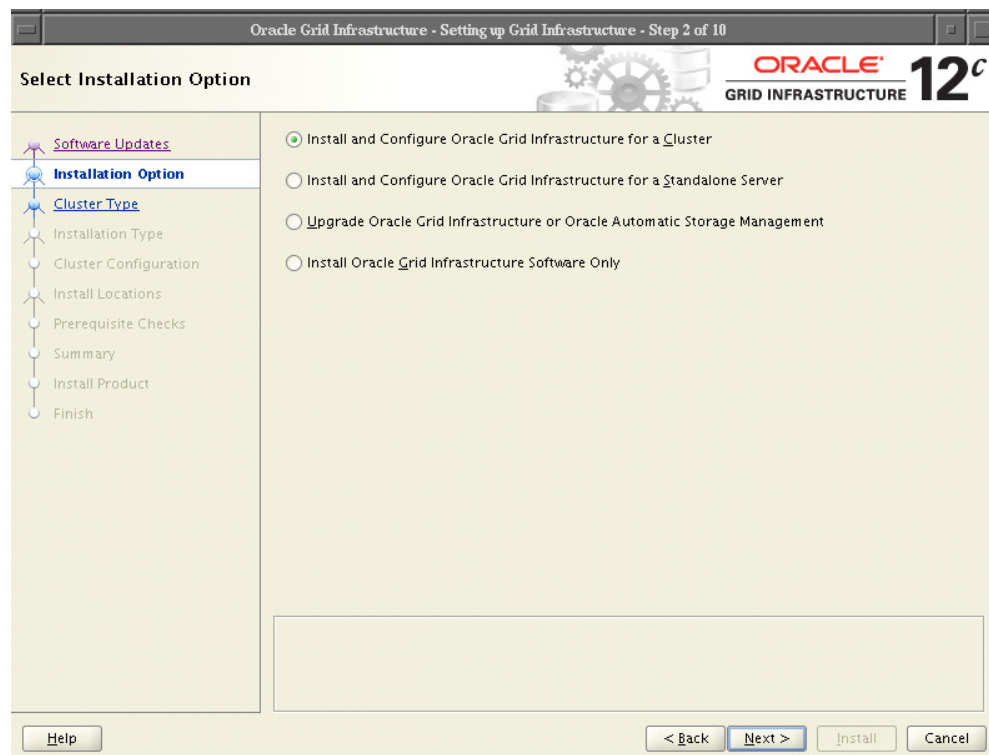 Oracle Grid Infrastructure - Setting up Grid Infrastructure - Step 2 of 10
Select Installation Option
ORACLE®
GRID INFRASTRUCTURE
12c
Software Updates
Installation Option
Cluster Type
Installation Type
Cluster Configuration
Install Locations
Prerequisite Checks
Summary
Install Product
Finish
Install and Configure Oracle Grid Infrastructure for a Cluster
Install and Configure Oracle Grid Infrastructure for a Standalone Server
Upgrade Oracle Grid Infrastructure or Oracle Automatic Storage Management
Install Oracle Grid Infrastructure Software Only
Help
< Back
Next >
Install
Cancel